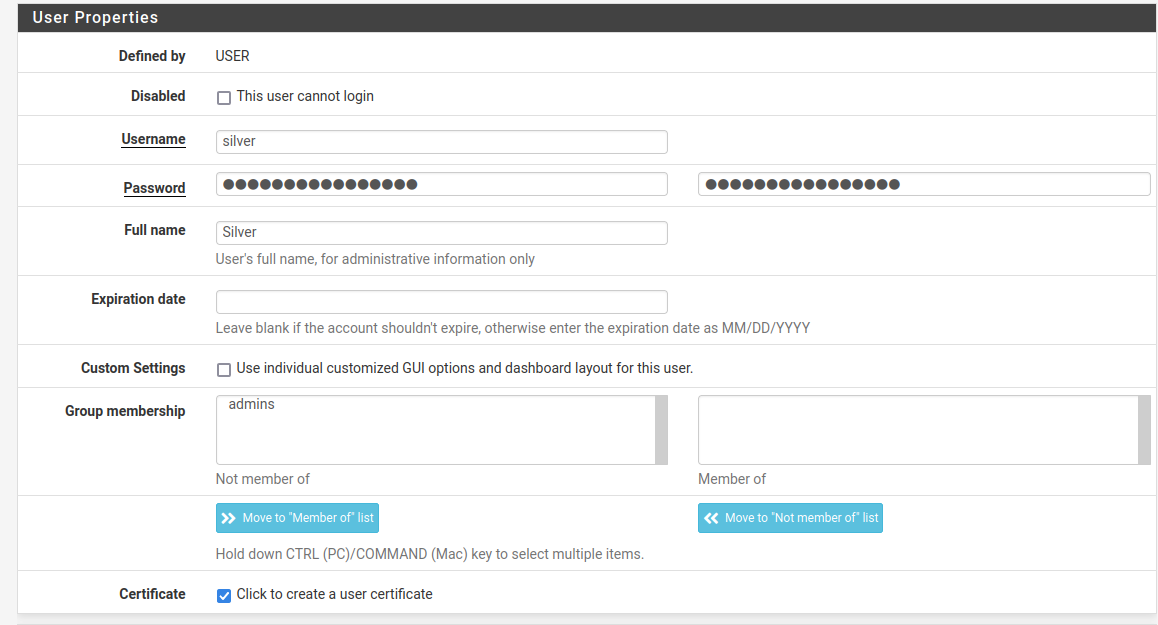 User Properties
Defined by USER
Disabled This user cannot login
Username silver
Password ●●●●●●●●●●●●●●●● ●●●●●●●●●●●●●●●●
Full name Silver
User's full name, for administrative information only
Expiration date
Leave blank if the account shouldn't expire, otherwise enter the expiration date as MM/DD/YYYY
Custom Settings Use individual customized GUI options and dashboard layout for this user.
Group membership admins
Not member of Member of
Move to "Member of" list Move to "Not member of" list
Hold down CTRL (PC)/COMMAND (Mac) key to select multiple items.
Certificate Click to create a user certificate